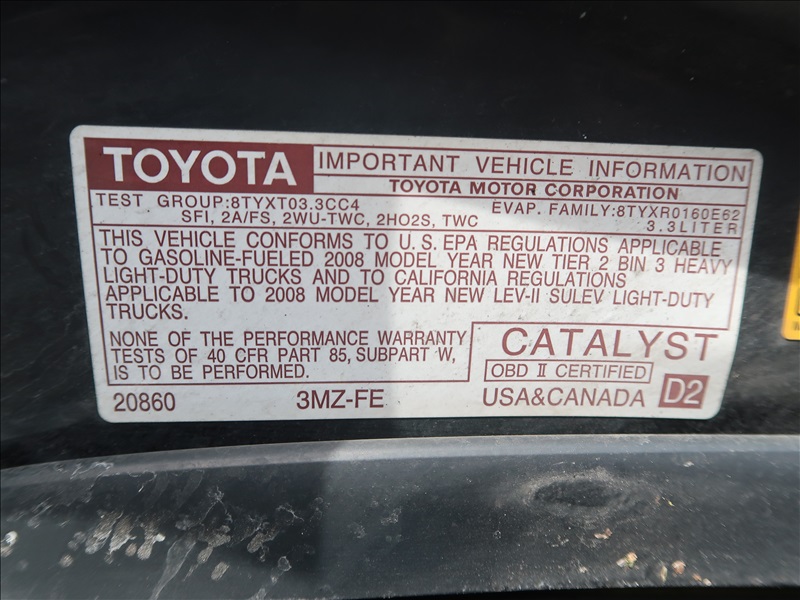 TOYOTA
IMPORTANT VEHICLE INFORMATION
TOYOTA MOTOR CORPORATION
TEST GROUP:8TYXT03.3CC4
EVAP. FAMILY:8TYXR0160E62
SFI, 2A/FS, 2WU-TWC, 2HO2S, TWC
3.3LITER
THIS VEHICLE CONFORMS TO U.S. EPA REGULATIONS APPLICABLE
TO GASOLINE-FUELED 2008 MODEL YEAR NEW TIER 2 BIN 3 HEAVY
LIGHT-DUTY TRUCKS AND TO CALIFORNIA REGULATIONS
APPLICABLE TO 2008 MODEL YEAR NEW LEV-II SULEV LIGHT-DUTY
TRUCKS.
NONE OF THE PERFORMANCE WARRANTY
TESTS OF 40 CFR PART 85, SUBPART W,
IS TO BE PERFORMED.
CATALYST
OBD II CERTIFIED
20860
3MZ-FE
USA&CANADA
D2